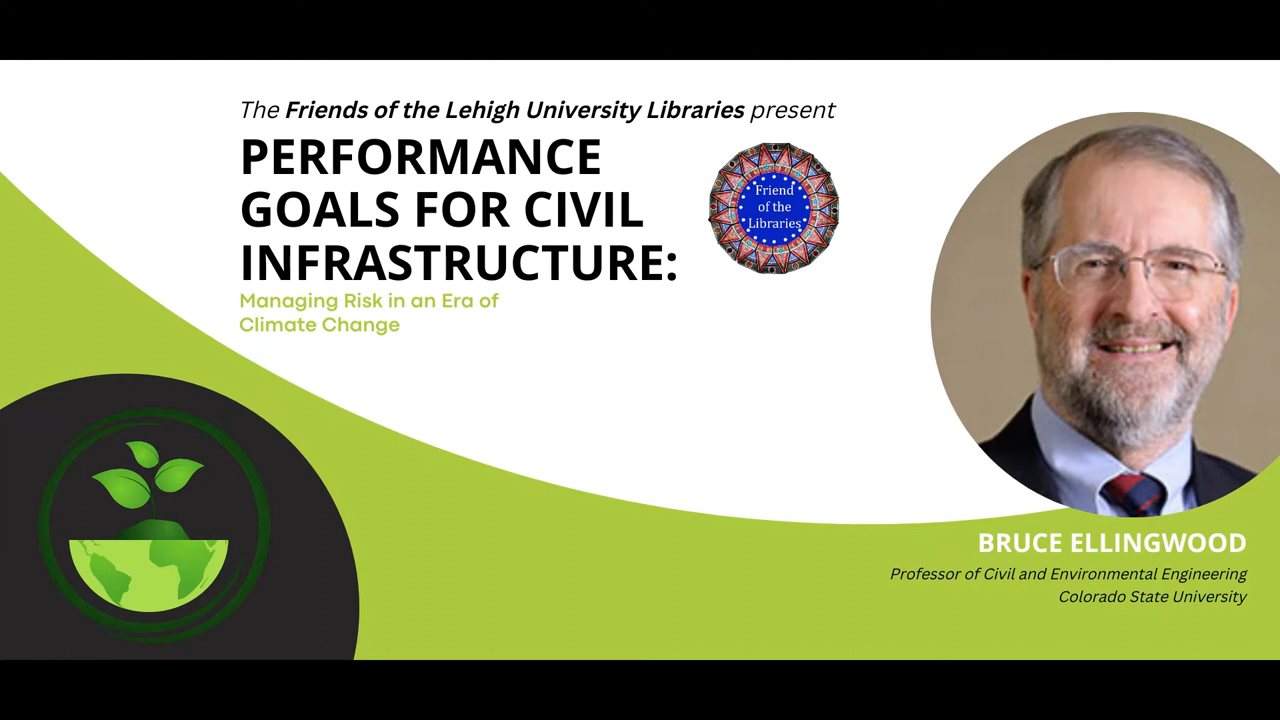 The Friends of the Lehigh University Libraries present
PERFORMANCE
GOALS FOR CIVIL
INFRASTRUCTURE:
Managing Risk in an Era of
Climate Change
Friend
of the
Libraries
BRUCE ELLINGWOOD
Professor of Civil and Environmental Engineering
Colorado State University